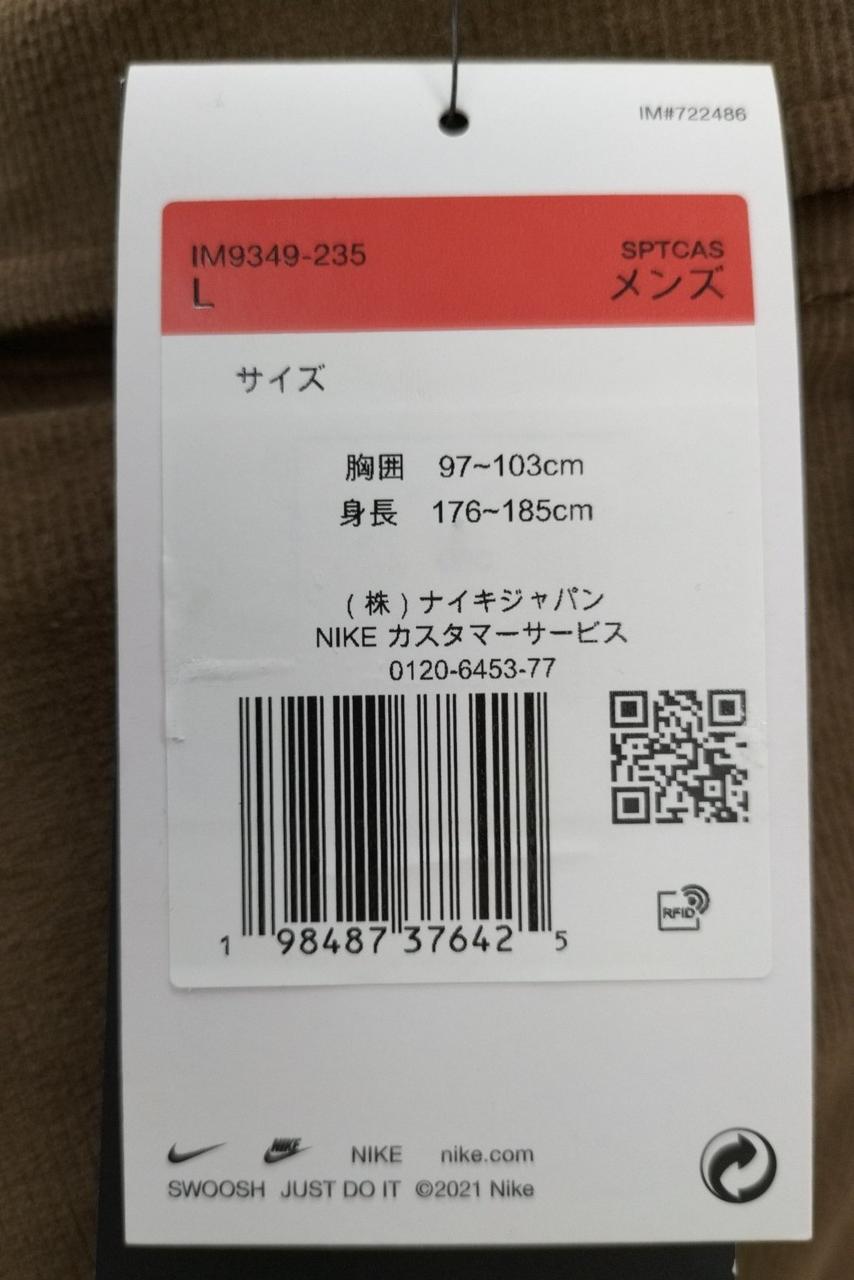 IM#722486
IM9349-235
SPTCAS
L
メンズ
サイズ
胸囲 97~103cm
身長 176~185cm
(株)ナイキジャパン
NIKE カスタマーサービス
0120-6453-77
RFID
1 98487 37642 5
NIKE NIKE nike.com
SWOOSH JUST DO IT ©2021 Nike